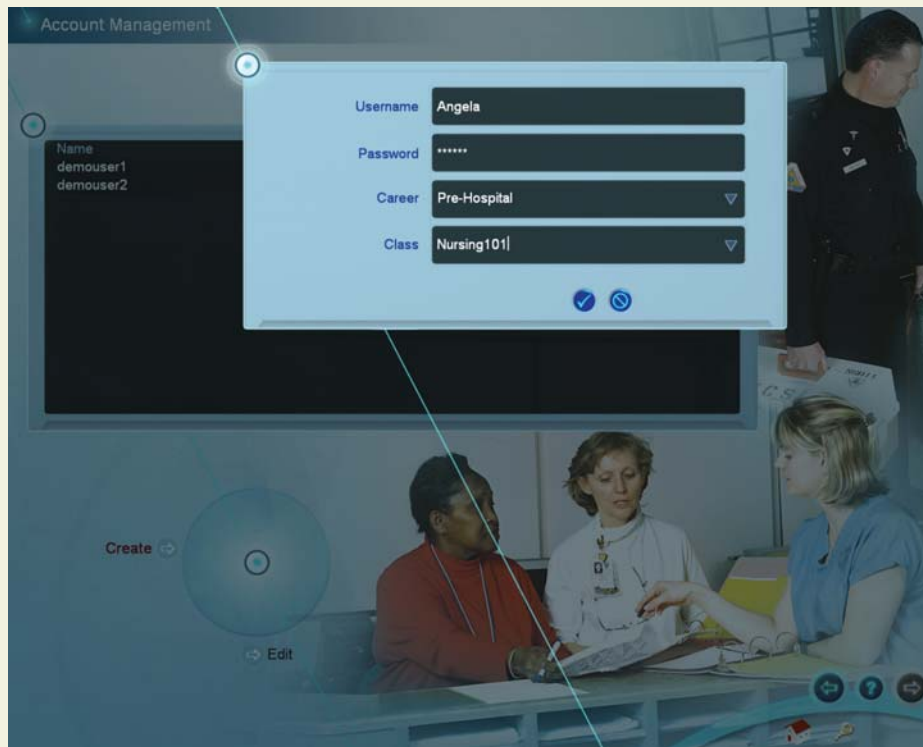 Account Management
Username Angela
Password ******
Career Pre-Hospital
Class Nursing101
Name
demouser1
demouser2
Create
Edit
?